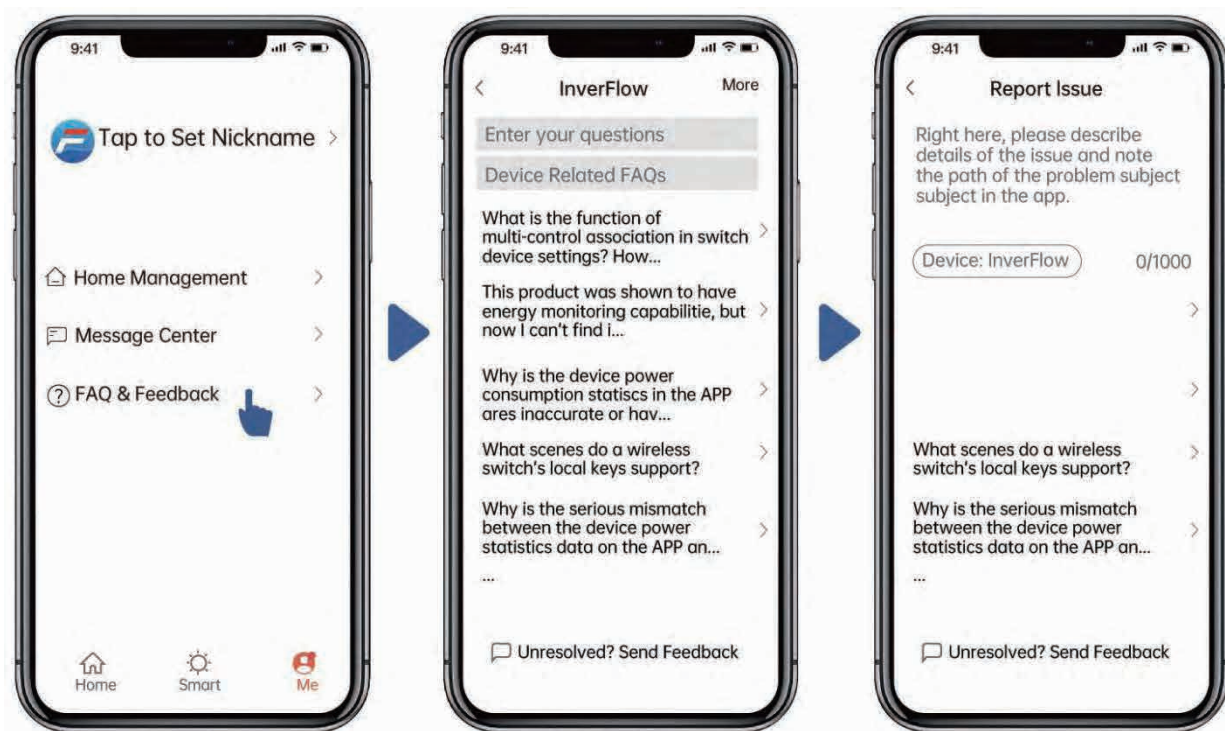 9:41
Tap to Set Nickname
Home Management
Message Center
FAQ & Feedback
Home
Smart
Me
9:41
InverFlow
More
Enter your questions
Device Related FAQs
What is the function of
multi-control association in switch
device settings? How...
This product was shown to have
energy monitoring capabilitie, but
now I can't find i...
Why is the device power
consumption statiscs in the APP
ares inaccurate or hav...
What scenes do a wireless
switch's local keys support?
Why is the serious mismatch
between the device power
statistics data on the APP an...
...
Unresolved? Send Feedback
9:41
Report Issue
Right here, please describe
details of the issue and note
the path of the problem subject
subject in the app.
Device: InverFlow
0/1000
What scenes do a wireless
switch's local keys support?
Why is the serious mismatch
between the device power
statistics data on the APP an...
...
Unresolved? Send Feedback